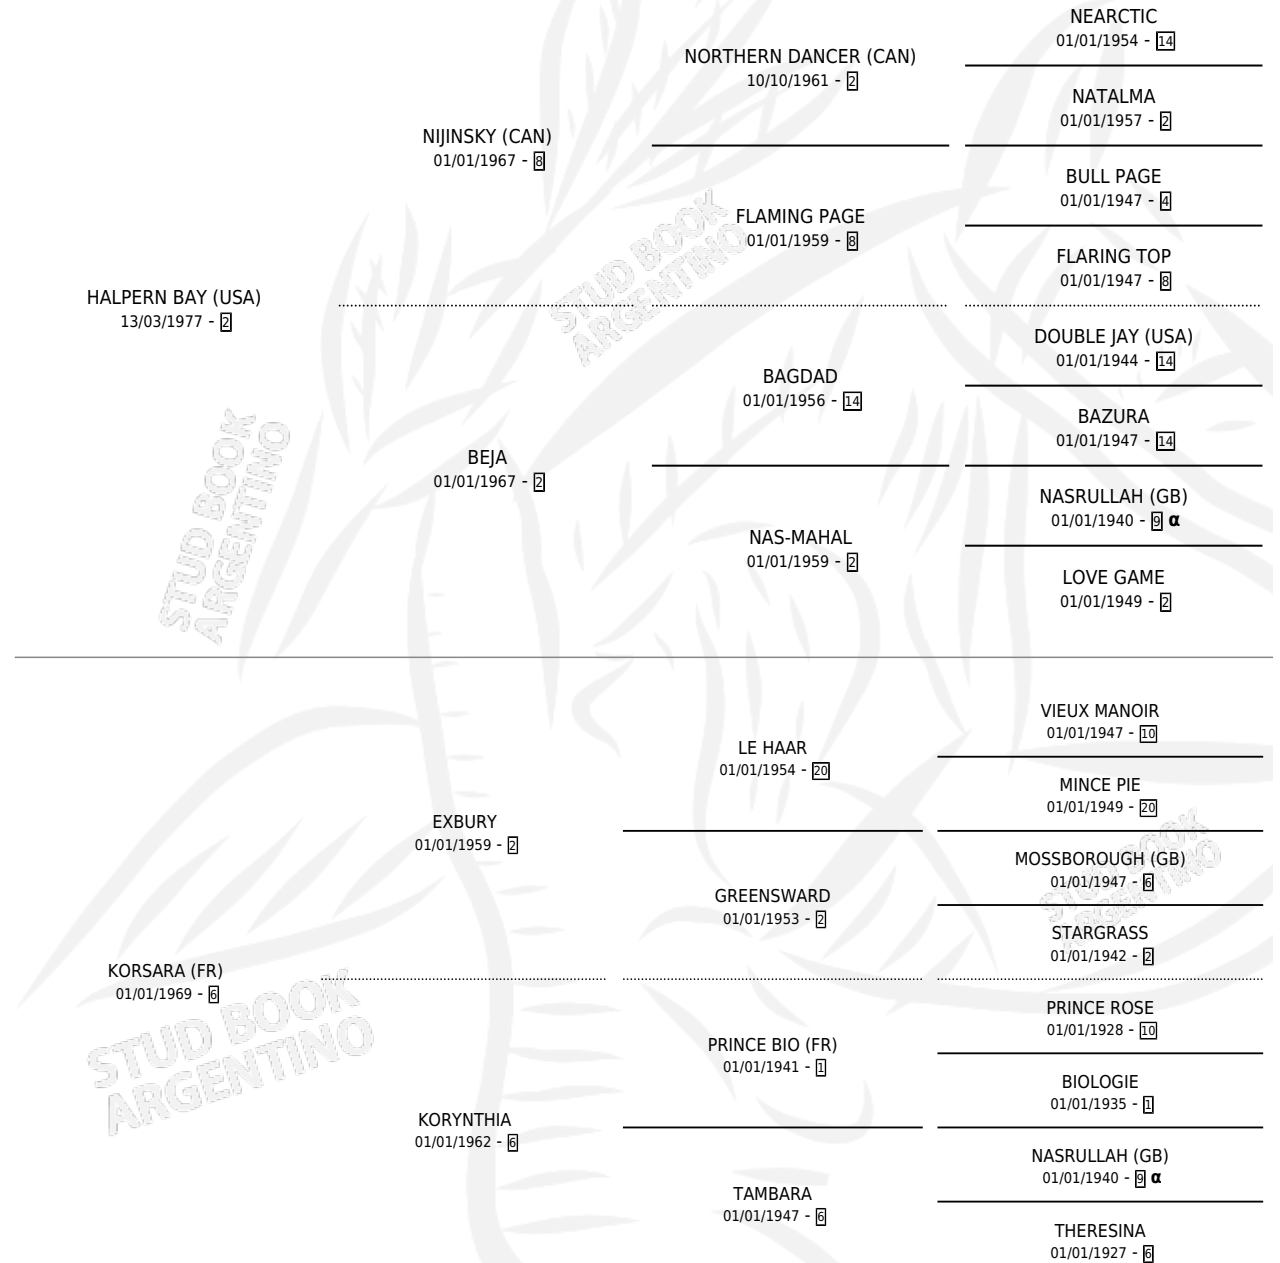 NEARCTIC
01/01/1954 - 14
NORTHERN DANCER (CAN)
10/10/1961 - 2
NATALMA
01/01/1957 - 2
NIJINSKY (CAN)
01/01/1967 - 8
BULL PAGE
01/01/1947 - 4
FLAMING PAGE
01/01/1959 - 8
FLARING TOP
01/01/1947 - 8
HALPERN BAY (USA)
13/03/1977 - 2
DOUBLE JAY (USA)
01/01/1944 - 14
BAGDAD
01/01/1956 - 14
BAZURA
01/01/1947 - 14
BEJA
01/01/1967 - 2
NASRULLAH (GB)
01/01/1940 - 9 α
NAS-MAHAL
01/01/1959 - 2
LOVE GAME
01/01/1949 - 2
VIEUX MANOIR
01/01/1947 - 10
LE HAAR
01/01/1954 - 20
MINCE PIE
01/01/1949 - 20
EXBURY
01/01/1959 - 2
MOSSBOROUGH (GB)
01/01/1947 - 6
GREENSWARD
01/01/1953 - 2
STARGRASS
01/01/1942 - 2
KORSARA (FR)
01/01/1969 - 6
PRINCE ROSE
01/01/1928 - 10
PRINCE BIO (FR)
01/01/1941 - 1
BIOLOGIE
01/01/1935 - 1
KORYNTHIA
01/01/1962 - 6
NASRULLAH (GB)
01/01/1940 - 9 α
TAMBARA
01/01/1947 - 6
THERESINA
01/01/1927 - 6
STUD BOOK
ARGENTINO
STUD BOOK
ARGENTINO
STUD BOOK
ARGENTINO
STUD BOOK
ARGENTINO